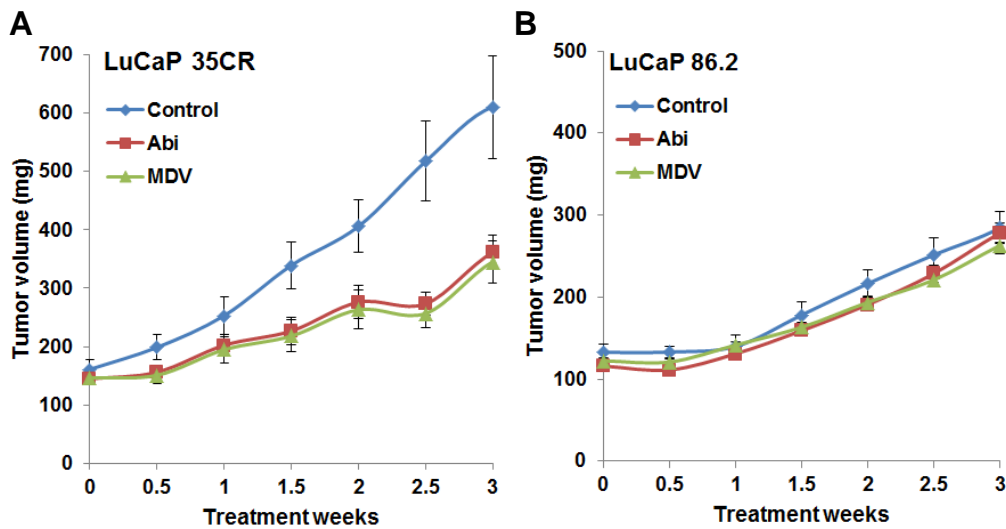 A
LuCaP 35CR
Control
Abi
MDV
Tumor volume (mg)
700
600
500
400
300
200
100
0
0 0.5 1 1.5 2 2.5 3
Treatment weeks
B
LuCaP 86.2
Control
Abi
MDV
Tumor volume (mg)
500
400
300
200
100
0
0 0.5 1 1.5 2 2.5 3
Treatment weeks